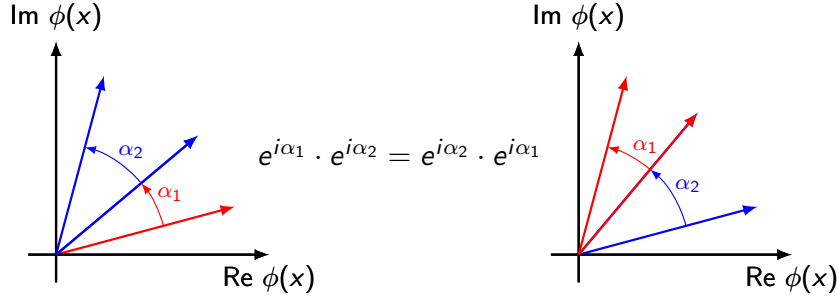 Im ϕ(x)
α₂
α₁
Re ϕ(x)
e^{iα₁} · e^{iα₂} = e^{iα₂} · e^{iα₁}
Im ϕ(x)
α₁
α₂
Re ϕ(x)